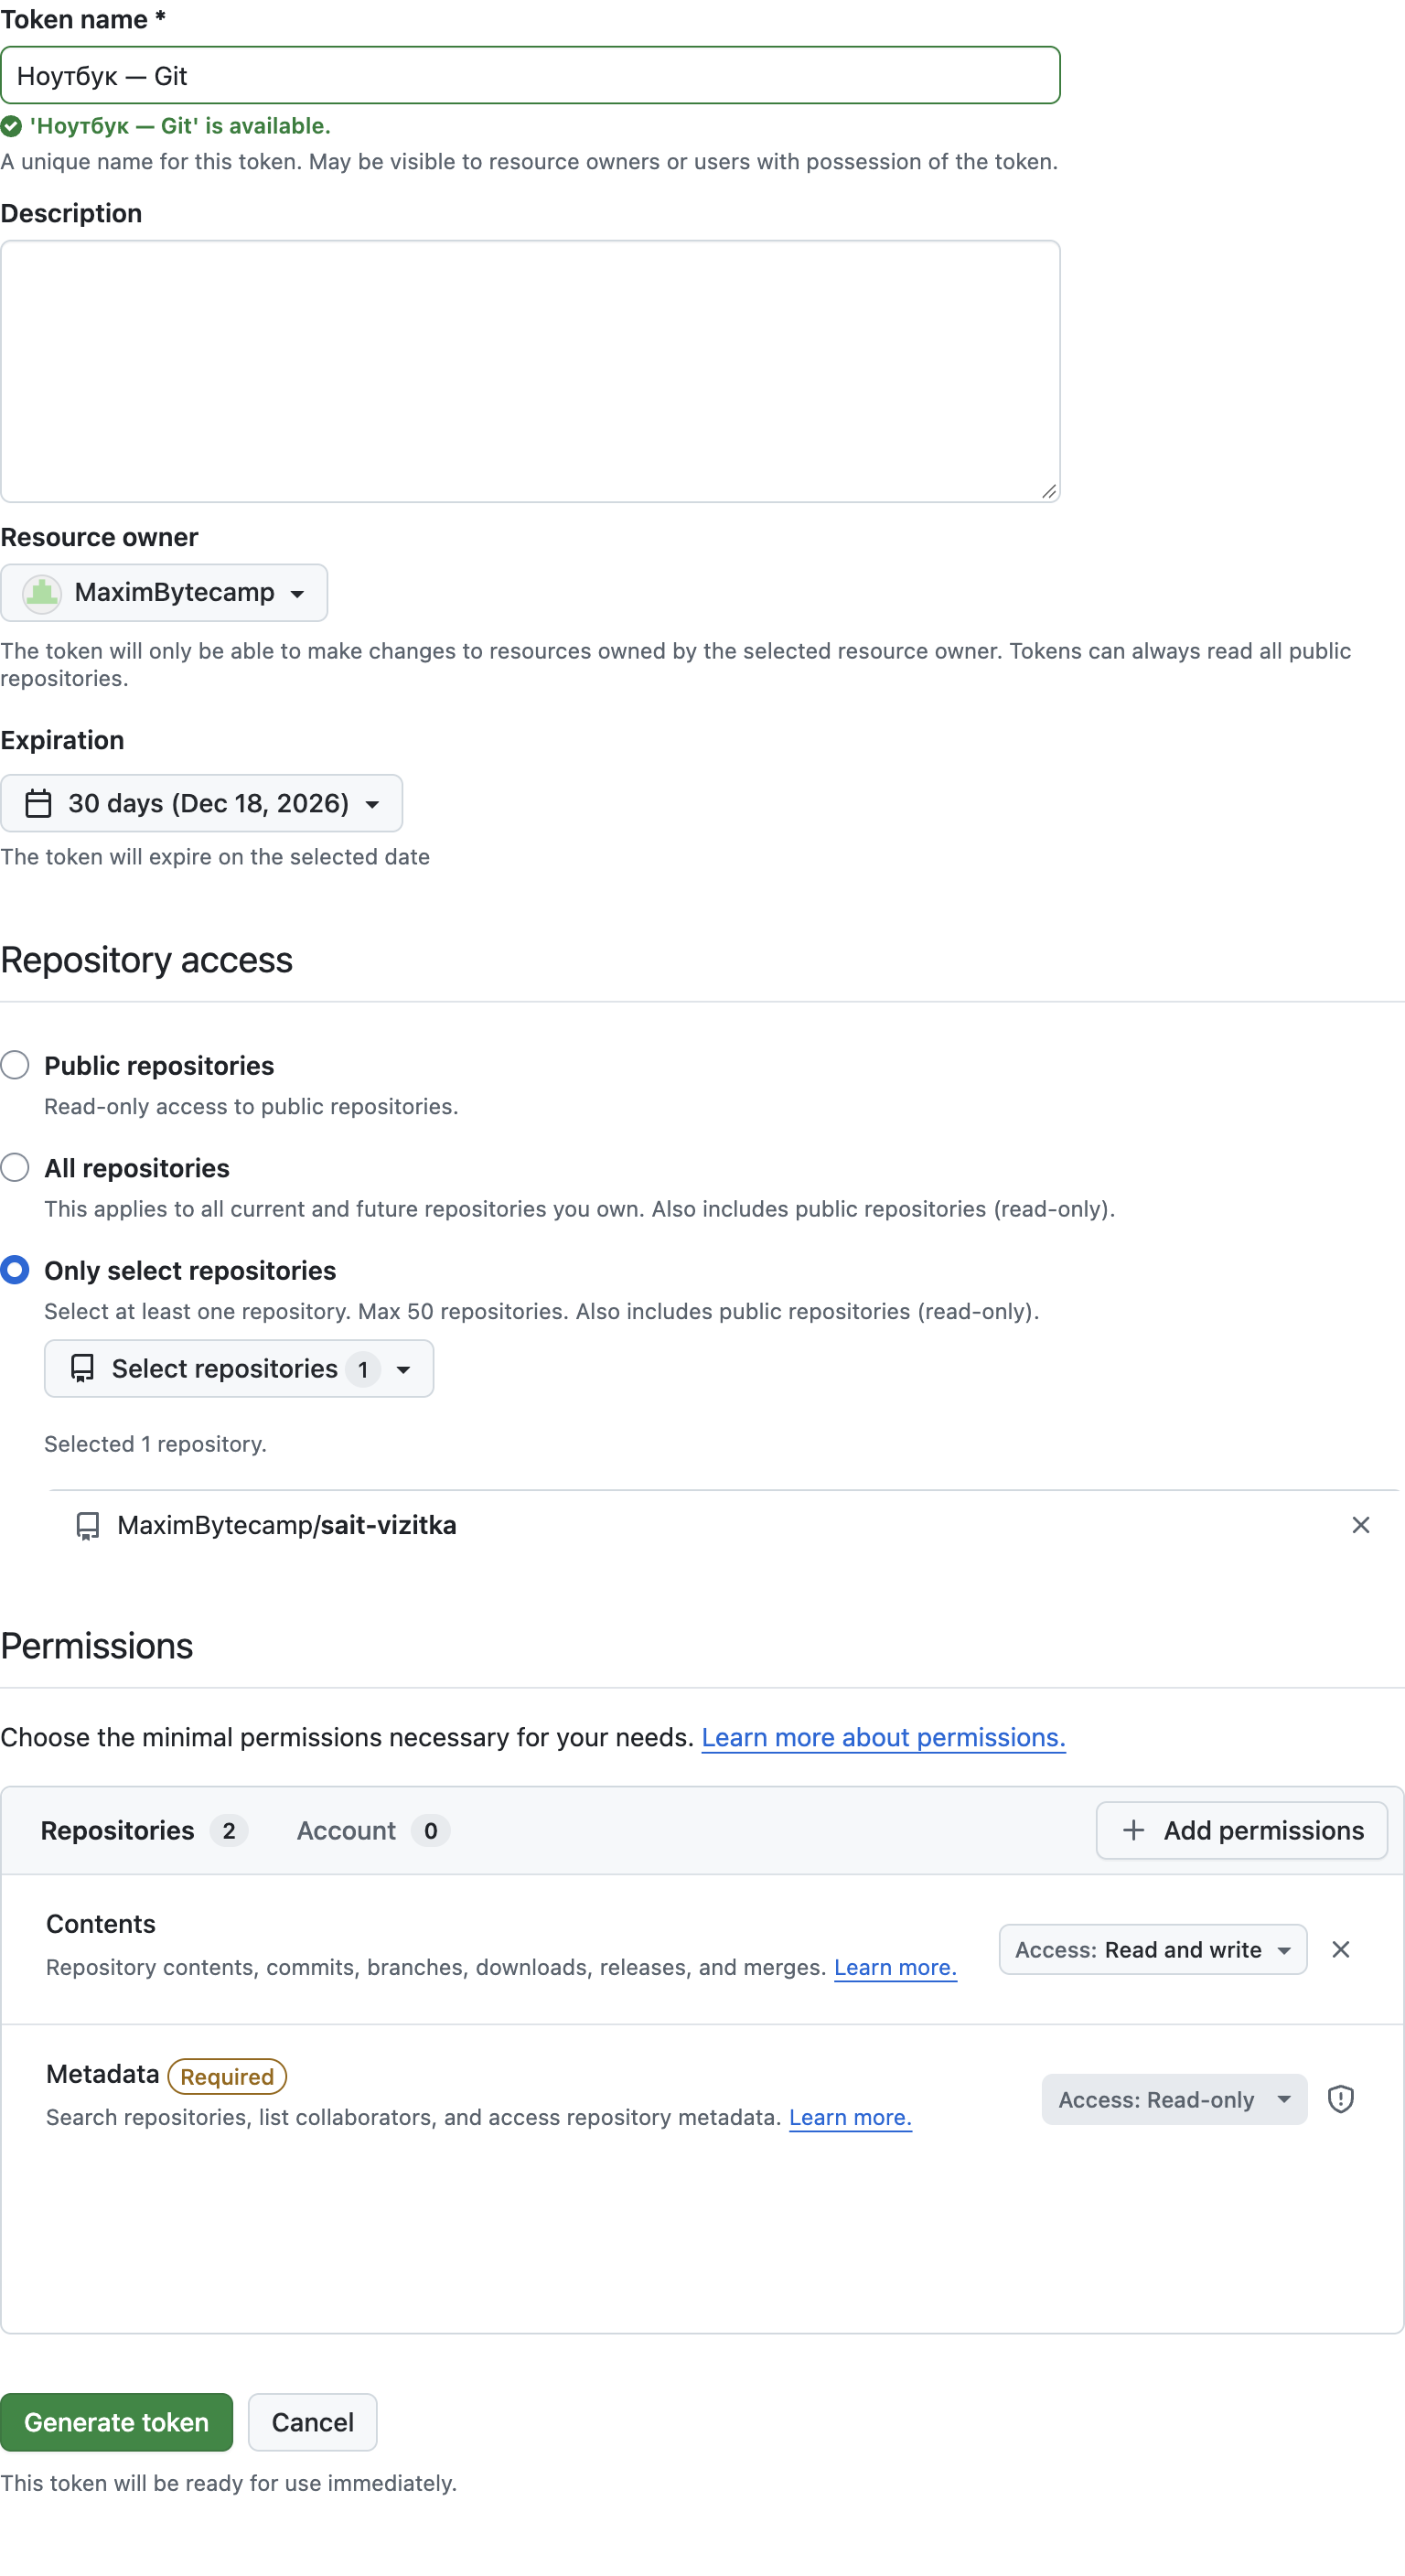 Token name *
Ноутбук — Git
'Ноутбук — Git' is available.
A unique name for this token. May be visible to resource owners or users with possession of the token.
Description
Resource owner
MaximBytecamp
The token will only be able to make changes to resources owned by the selected resource owner. Tokens can always read all public
repositories.
Expiration
30 days (Dec 18, 2026)
The token will expire on the selected date
Repository access
Public repositories
Read-only access to public repositories.
All repositories
This applies to all current and future repositories you own. Also includes public repositories (read-only).
Only select repositories
Select at least one repository. Max 50 repositories. Also includes public repositories (read-only).
Select repositories 1
Selected 1 repository.
MaximBytecamp/sait-vizitka
Permissions
Choose the minimal permissions necessary for your needs. Learn more about permissions.
Repositories 2 Account 0 Add permissions
Contents
Access: Read and write
Repository contents, commits, branches, downloads, releases, and merges. Learn more.
Metadata Required
Access: Read-only
Search repositories, list collaborators, and access repository metadata. Learn more.
Generate token Cancel
This token will be ready for use immediately.